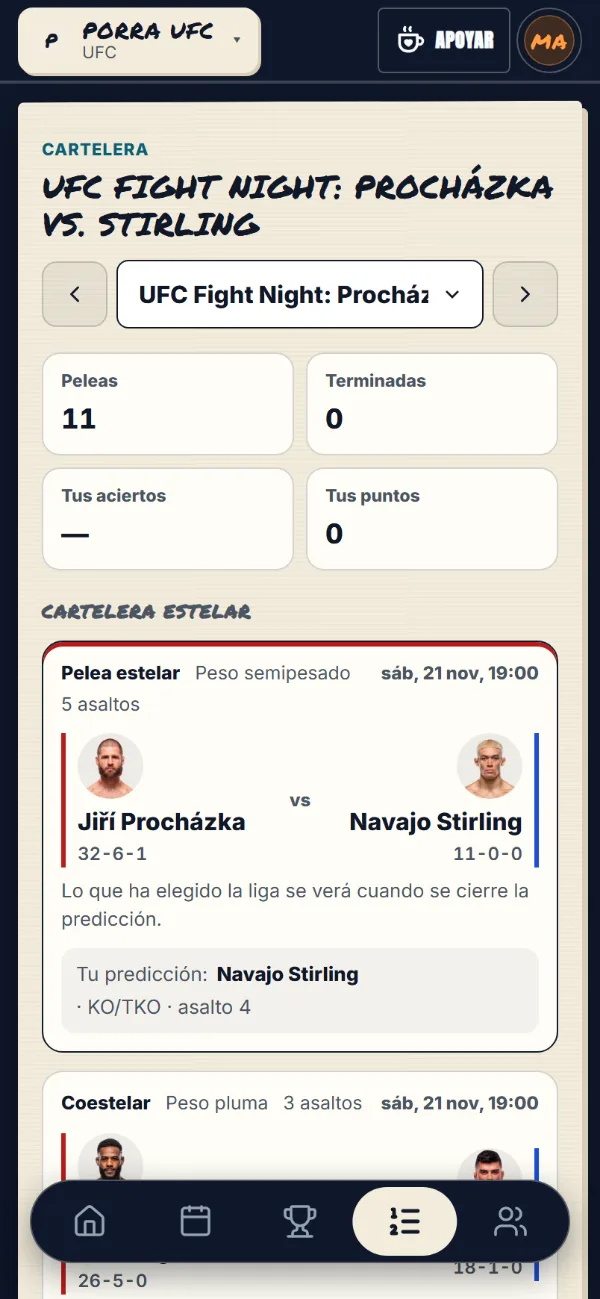 P
PORRA UFC
UFC
APOYAR
MA
CARTELERA
UFC FIGHT NIGHT: PROCHÁZKA
VS. STIRLING
UFC Fight Night: Procház
Peleas
11
Terminadas
0
Tus aciertos
—
Tus puntos
0
CARTELERA ESTELAR
Pelea estelar Peso semipesado sáb, 21 nov, 19:00
5 asaltos
Jiří Procházka
32-6-1
vs
Navajo Stirling
11-0-0
Lo que ha elegido la liga se verá cuando se cierre la
predicción.
Tu predicción: Navajo Stirling
· KO/TKO · asalto 4
Coestelar Peso pluma 3 asaltos sáb, 21 nov, 19:00
26-5-0
18-1-0